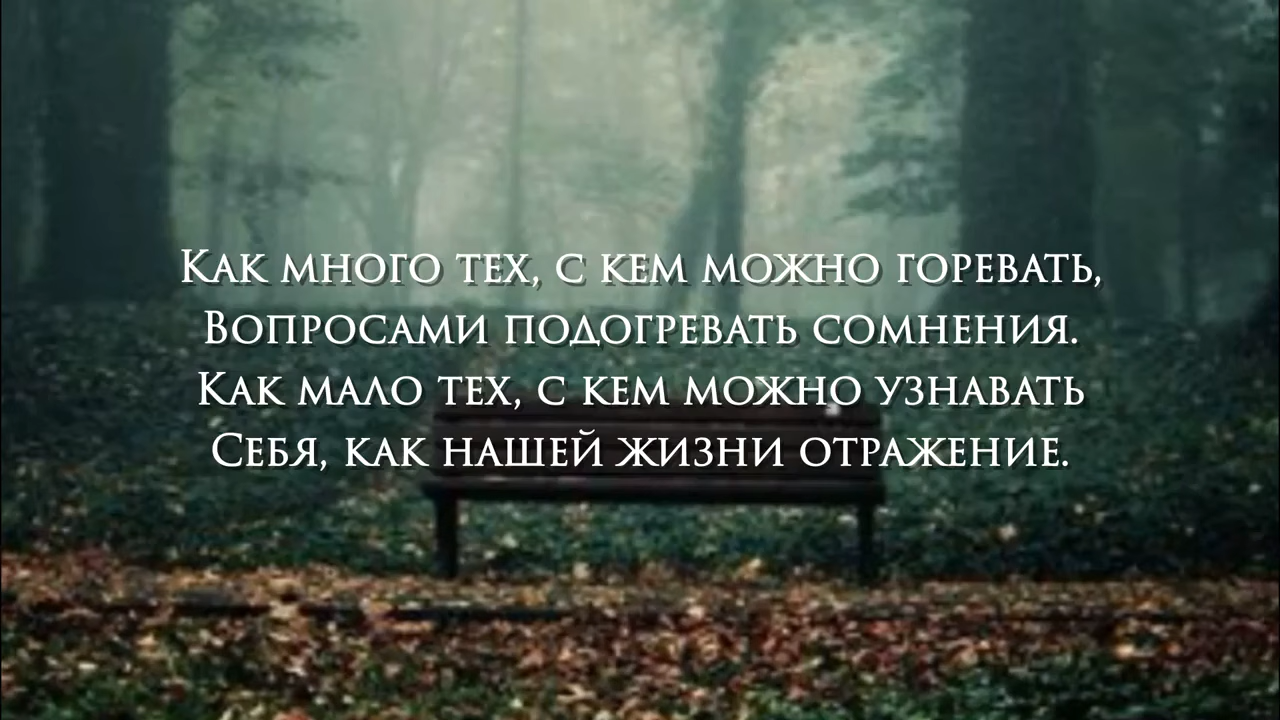 Как много тех, с кем можно горевать,
Вопросами подогревать сомнения.
Как мало тех, с кем можно узнавать
Себя, как нашей жизни отражение.